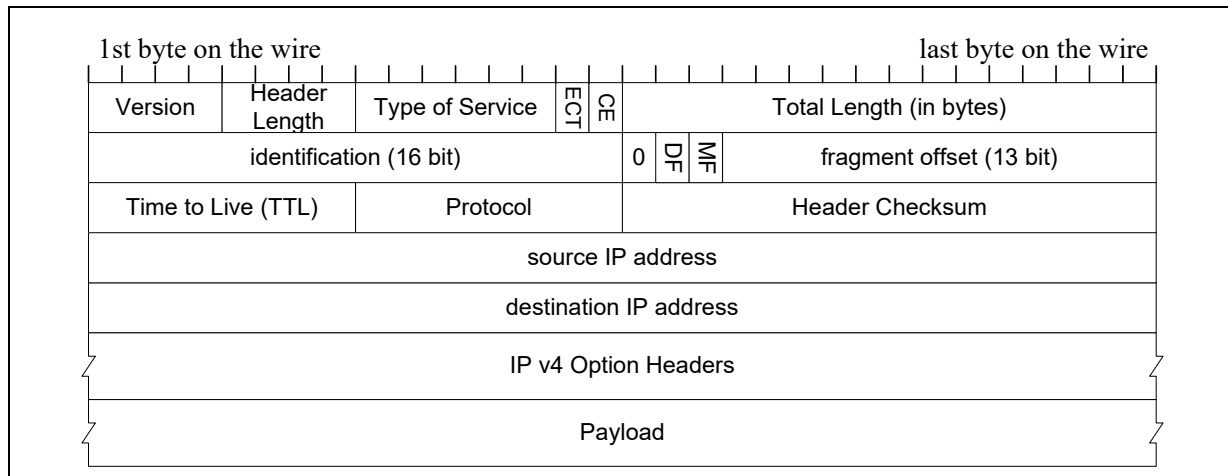 1st byte on the wire last byte on the wire
Version Header Length Type of Service ECT CE Total Length (in bytes)
identification (16 bit) 0 DF MF fragment offset (13 bit)
Time to Live (TTL) Protocol Header Checksum
source IP address
destination IP address
IP v4 Option Headers
Payload